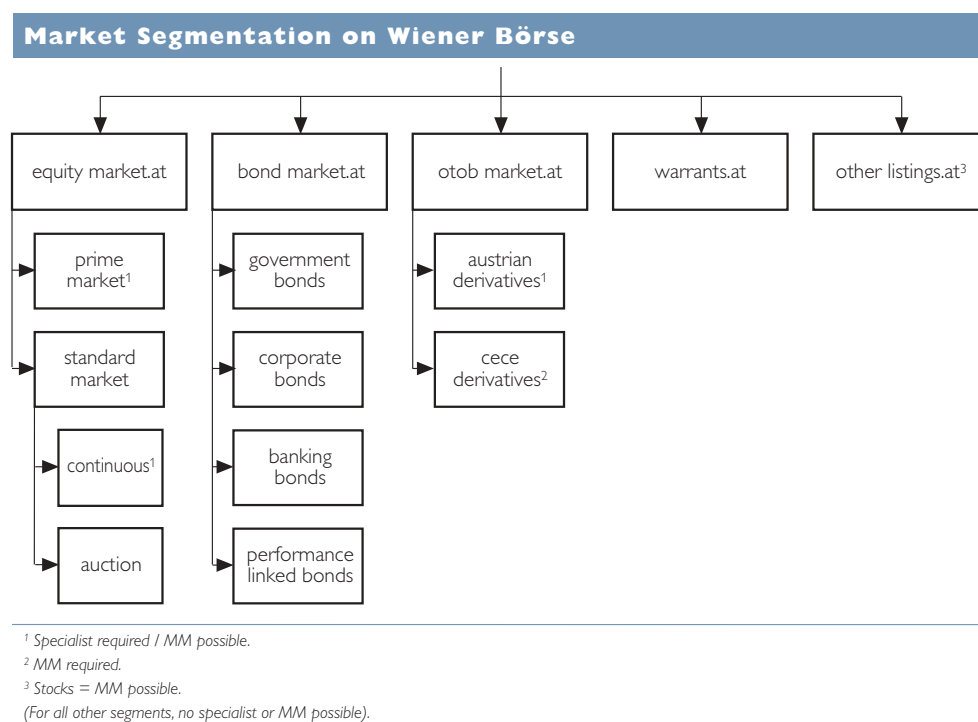 Market Segmentation on Wiener Börse
equity market.at
bond market.at
otob market.at
warrants.at
other listings.at³
prime
market¹
standard
market
continuous¹
auction
government
bonds
corporate
bonds
banking
bonds
performance
linked bonds
austrian
derivatives¹
cece
derivatives²
¹ Specialist required / MM possible.
² MM required.
³ Stocks = MM possible.
(For all other segments, no specialist or MM possible).